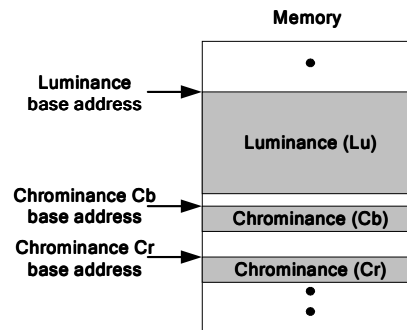 Memory
Luminance
base address
Luminance (Lu)
Chrominance Cb
base address
Chrominance (Cb)
Chrominance Cr
base address
Chrominance (Cr)